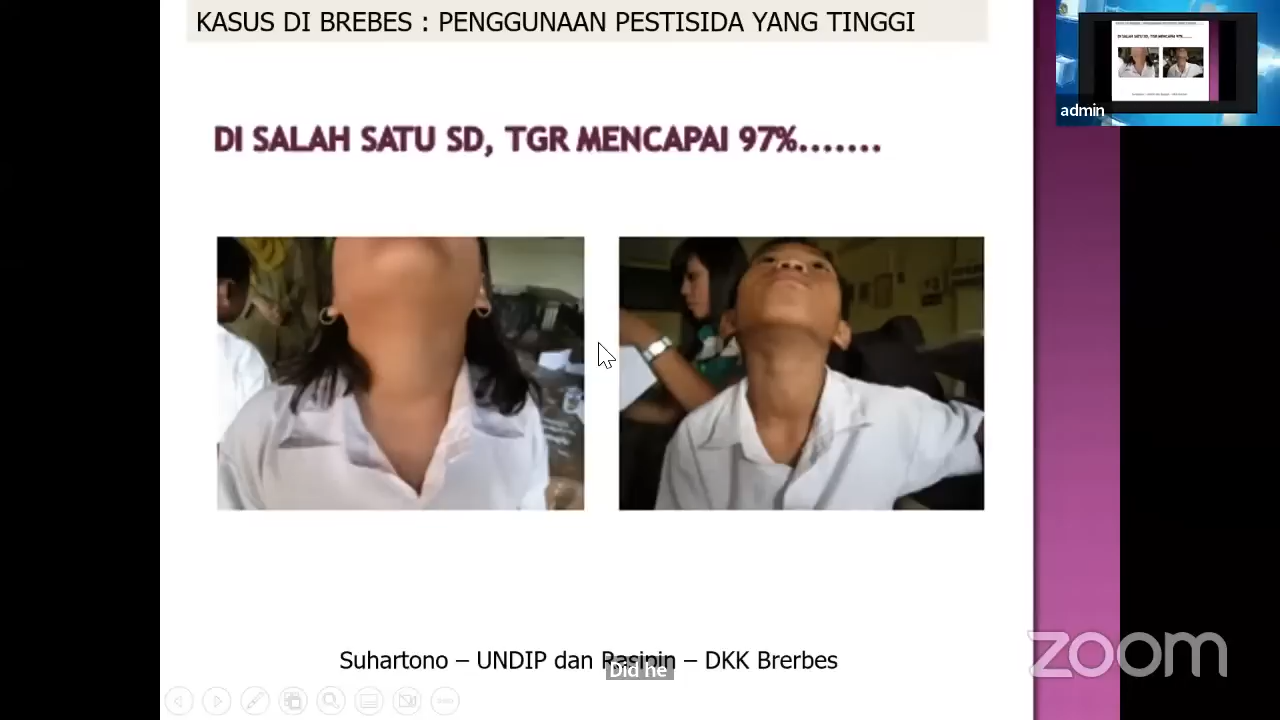 KASUS DI BREBES : PENGGUNAAN PESTISIDA YANG TINGGI
admin
DI SALAH SATU SD, TGR MENCAPAI 97%.......
Suhartono – UNDIP dan Rasipin – DKK Brerbes
Did he
zoom